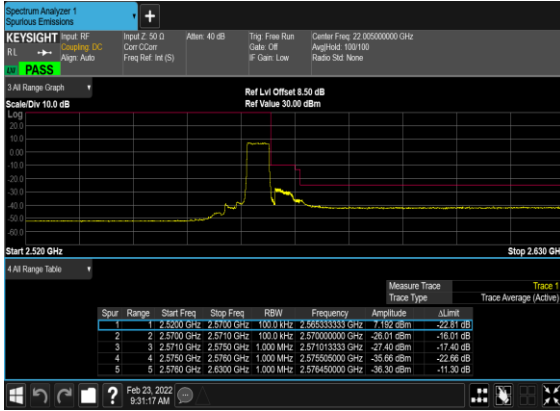 Spectrum Analyzer 1
Spurious Emissions
+
KEYSIGHT Input: RF Input Z: 50 Ω Atten: 40 dB Trig: Free Run Center Freq: 22.005000000 GHz
RL Coupling: DC Corr CCorr Gate: Off Avg|Hold: 100/100
Align: Auto Freq Ref: Int (S) IF Gain: Low Radio Std: None
PASS
3 All Range Graph Ref Lvl Offset 8.50 dB
Scale/Div 10.0 dB Ref Value 30.00 dBm
Log
20.0
10.0
0.00
-10.0
-20.0
-30.0
-40.0
-50.0
-60.0
Start 2.520 GHz Stop 2.630 GH
4 All Range Table
Measure Trace Trace 1
Trace Type Trace Average (Active)
Spur Range Start Freq Stop Freq RBW Frequency Amplitude ΔLimit
1 1 2.5200 GHz 2.5700 GHz 100.0 kHz 2.565333333 GHz 7.192 dBm -22.81 dB
2 2 2.5700 GHz 2.5710 GHz 100.0 kHz 2.570000000 GHz -26.01 dBm -16.01 dB
3 3 2.5710 GHz 2.5750 GHz 1.000 MHz 2.571013333 GHz -27.40 dBm -17.40 dB
4 4 2.5750 GHz 2.5760 GHz 1.000 MHz 2.575505000 GHz -35.66 dBm -22.66 dB
5 5 2.5760 GHz 2.6300 GHz 1.000 MHz 2.576450000 GHz -36.30 dBm -11.30 dB
? Feb 23, 2022
9:31:17 AM